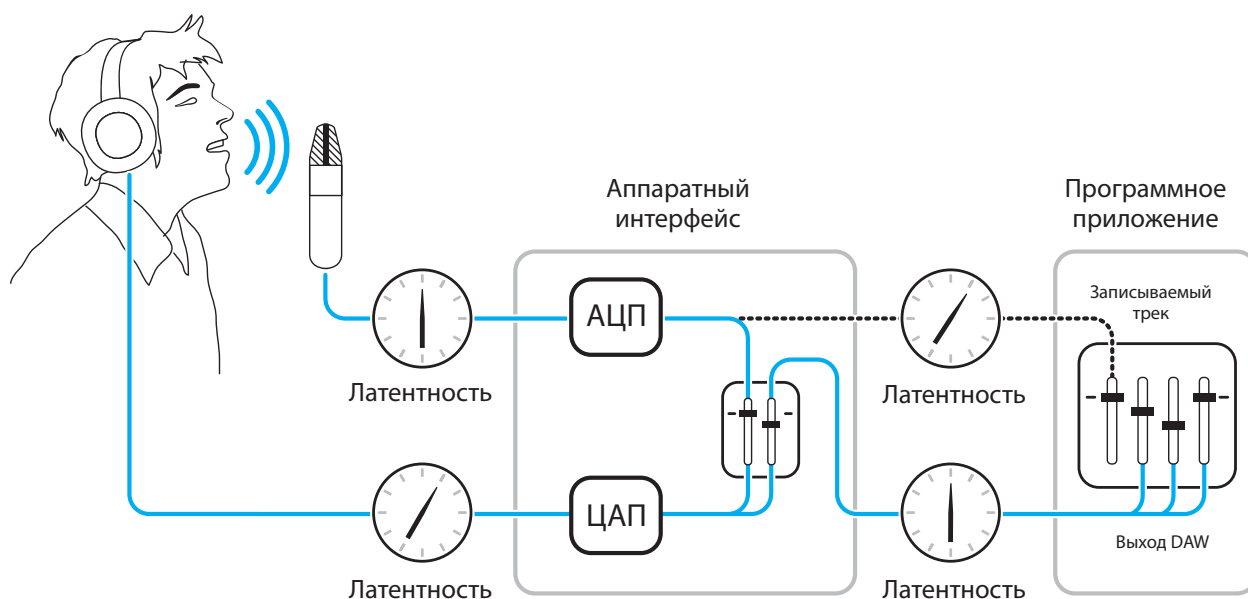 Аппаратный
интерфейс
Программное
приложение
Записываемый
трек
АЦП
Латентность
Латентность
ЦАП
Выход DAW
Латентность
Латентность